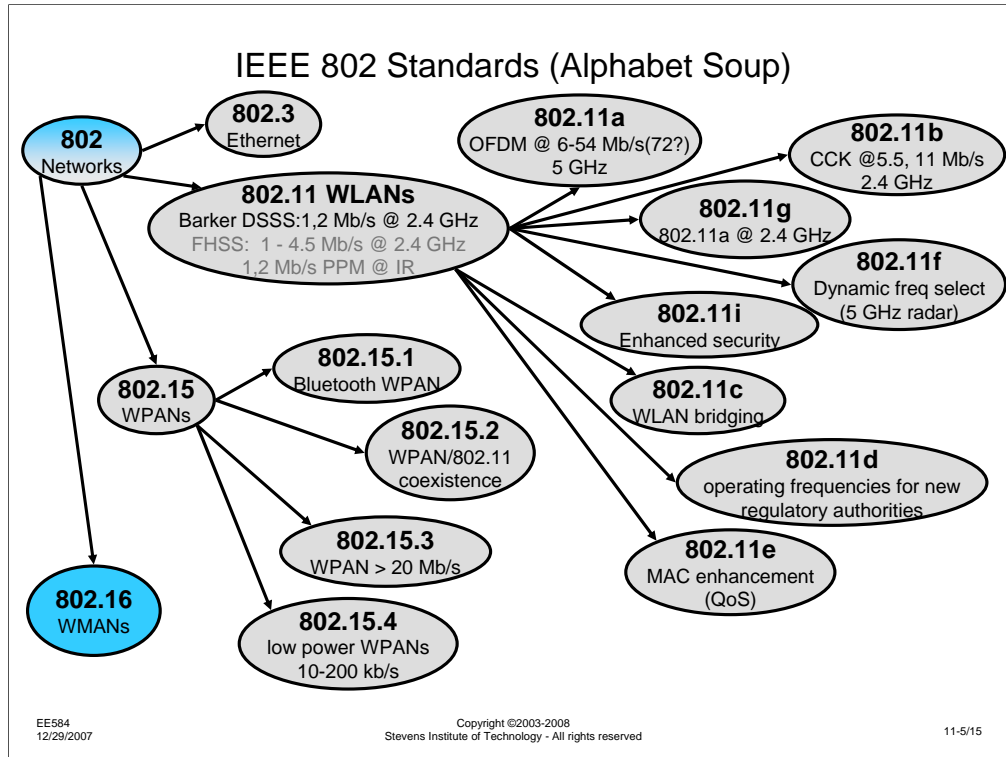 IEEE 802 Standards (Alphabet Soup)
802
Networks
802.3
Ethernet
802.11 WLANs
Barker DSSS:1,2 Mb/s @ 2.4 GHz
FHSS: 1 - 4.5 Mb/s @ 2.4 GHz
1,2 Mb/s PPM @ IR
802.11a
OFDM @ 6-54 Mb/s(72?)
5 GHz
802.11b
CCK @5.5, 11 Mb/s
2.4 GHz
802.11g
802.11a @ 2.4 GHz
802.11f
Dynamic freq select
(5 GHz radar)
802.11i
Enhanced security
802.11c
WLAN bridging
802.11d
operating frequencies for new
regulatory authorities
802.11e
MAC enhancement
(QoS)
802.15
WPANs
802.15.1
Bluetooth WPAN
802.15.2
WPAN/802.11
coexistence
802.15.3
WPAN > 20 Mb/s
802.15.4
low power WPANs
10-200 kb/s
802.16
WMANs
EE584
12/29/2007
Copyright ©2003-2008
Stevens Institute of Technology - All rights reserved
11-5/15